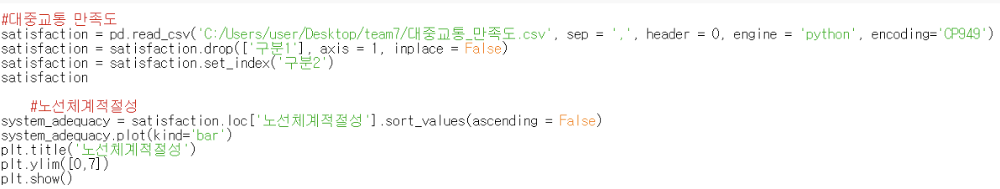 #대중교통 만족도
satisfaction = pd.read_csv('C:/Users/user/Desktop/team7/대중교통_만족도.csv', sep = ',', header = 0, engine = 'python', encoding='CP949')
satisfaction = satisfaction.drop(['구분1'], axis = 1, inplace = False)
satisfaction = satisfaction.set_index('구분2')
satisfaction
#노선체계적절성
system_adequacy = satisfaction.loc['노선체계적절성'].sort_values(ascending = False)
system_adequacy.plot(kind='bar')
plt.title('노선체계적절성')
plt.ylim([0,7])
plt.show()